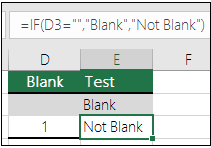 =IF(D3="","Blank","Not Blank")
D E F
Blank Test
Blank
1 Not Blank